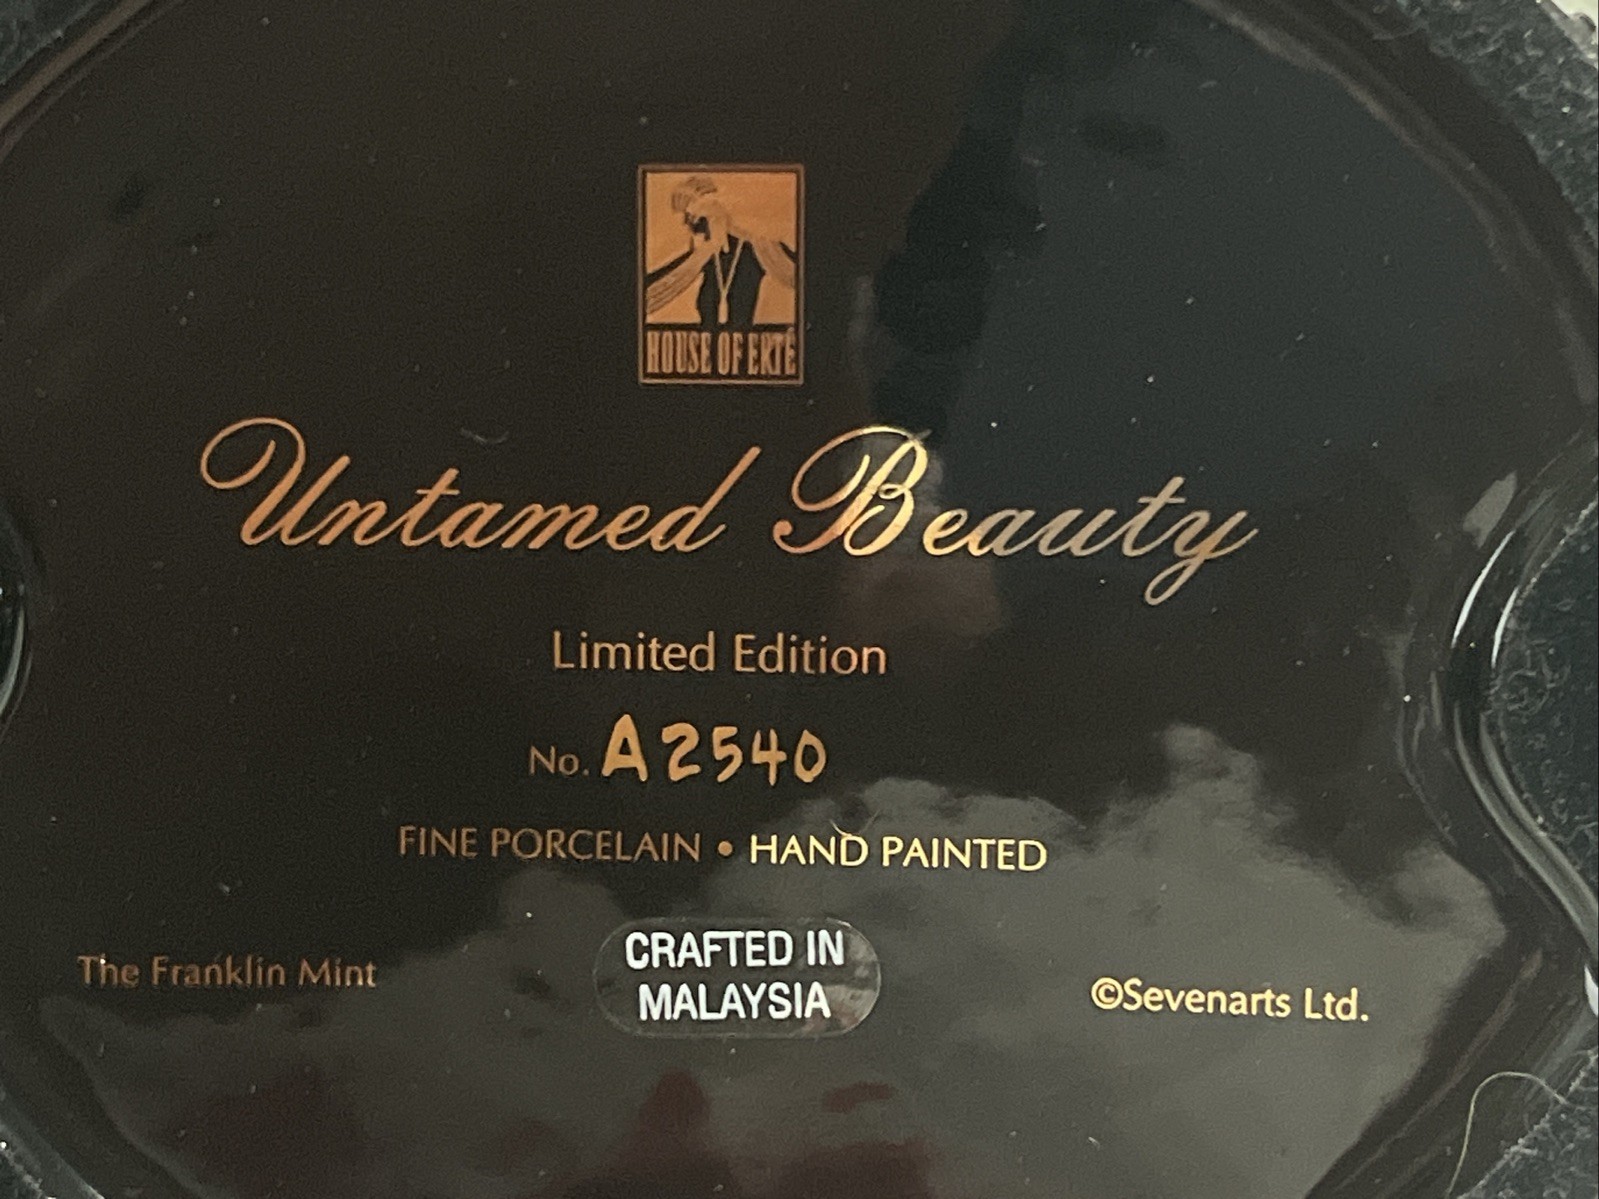 HOUSE OF ERTÉ
Untamed Beauty
Limited Edition
No. A2540
FINE PORCELAIN • HAND PAINTED
The Franklin Mint
CRAFTED IN
MALAYSIA
©Sevenarts Ltd.